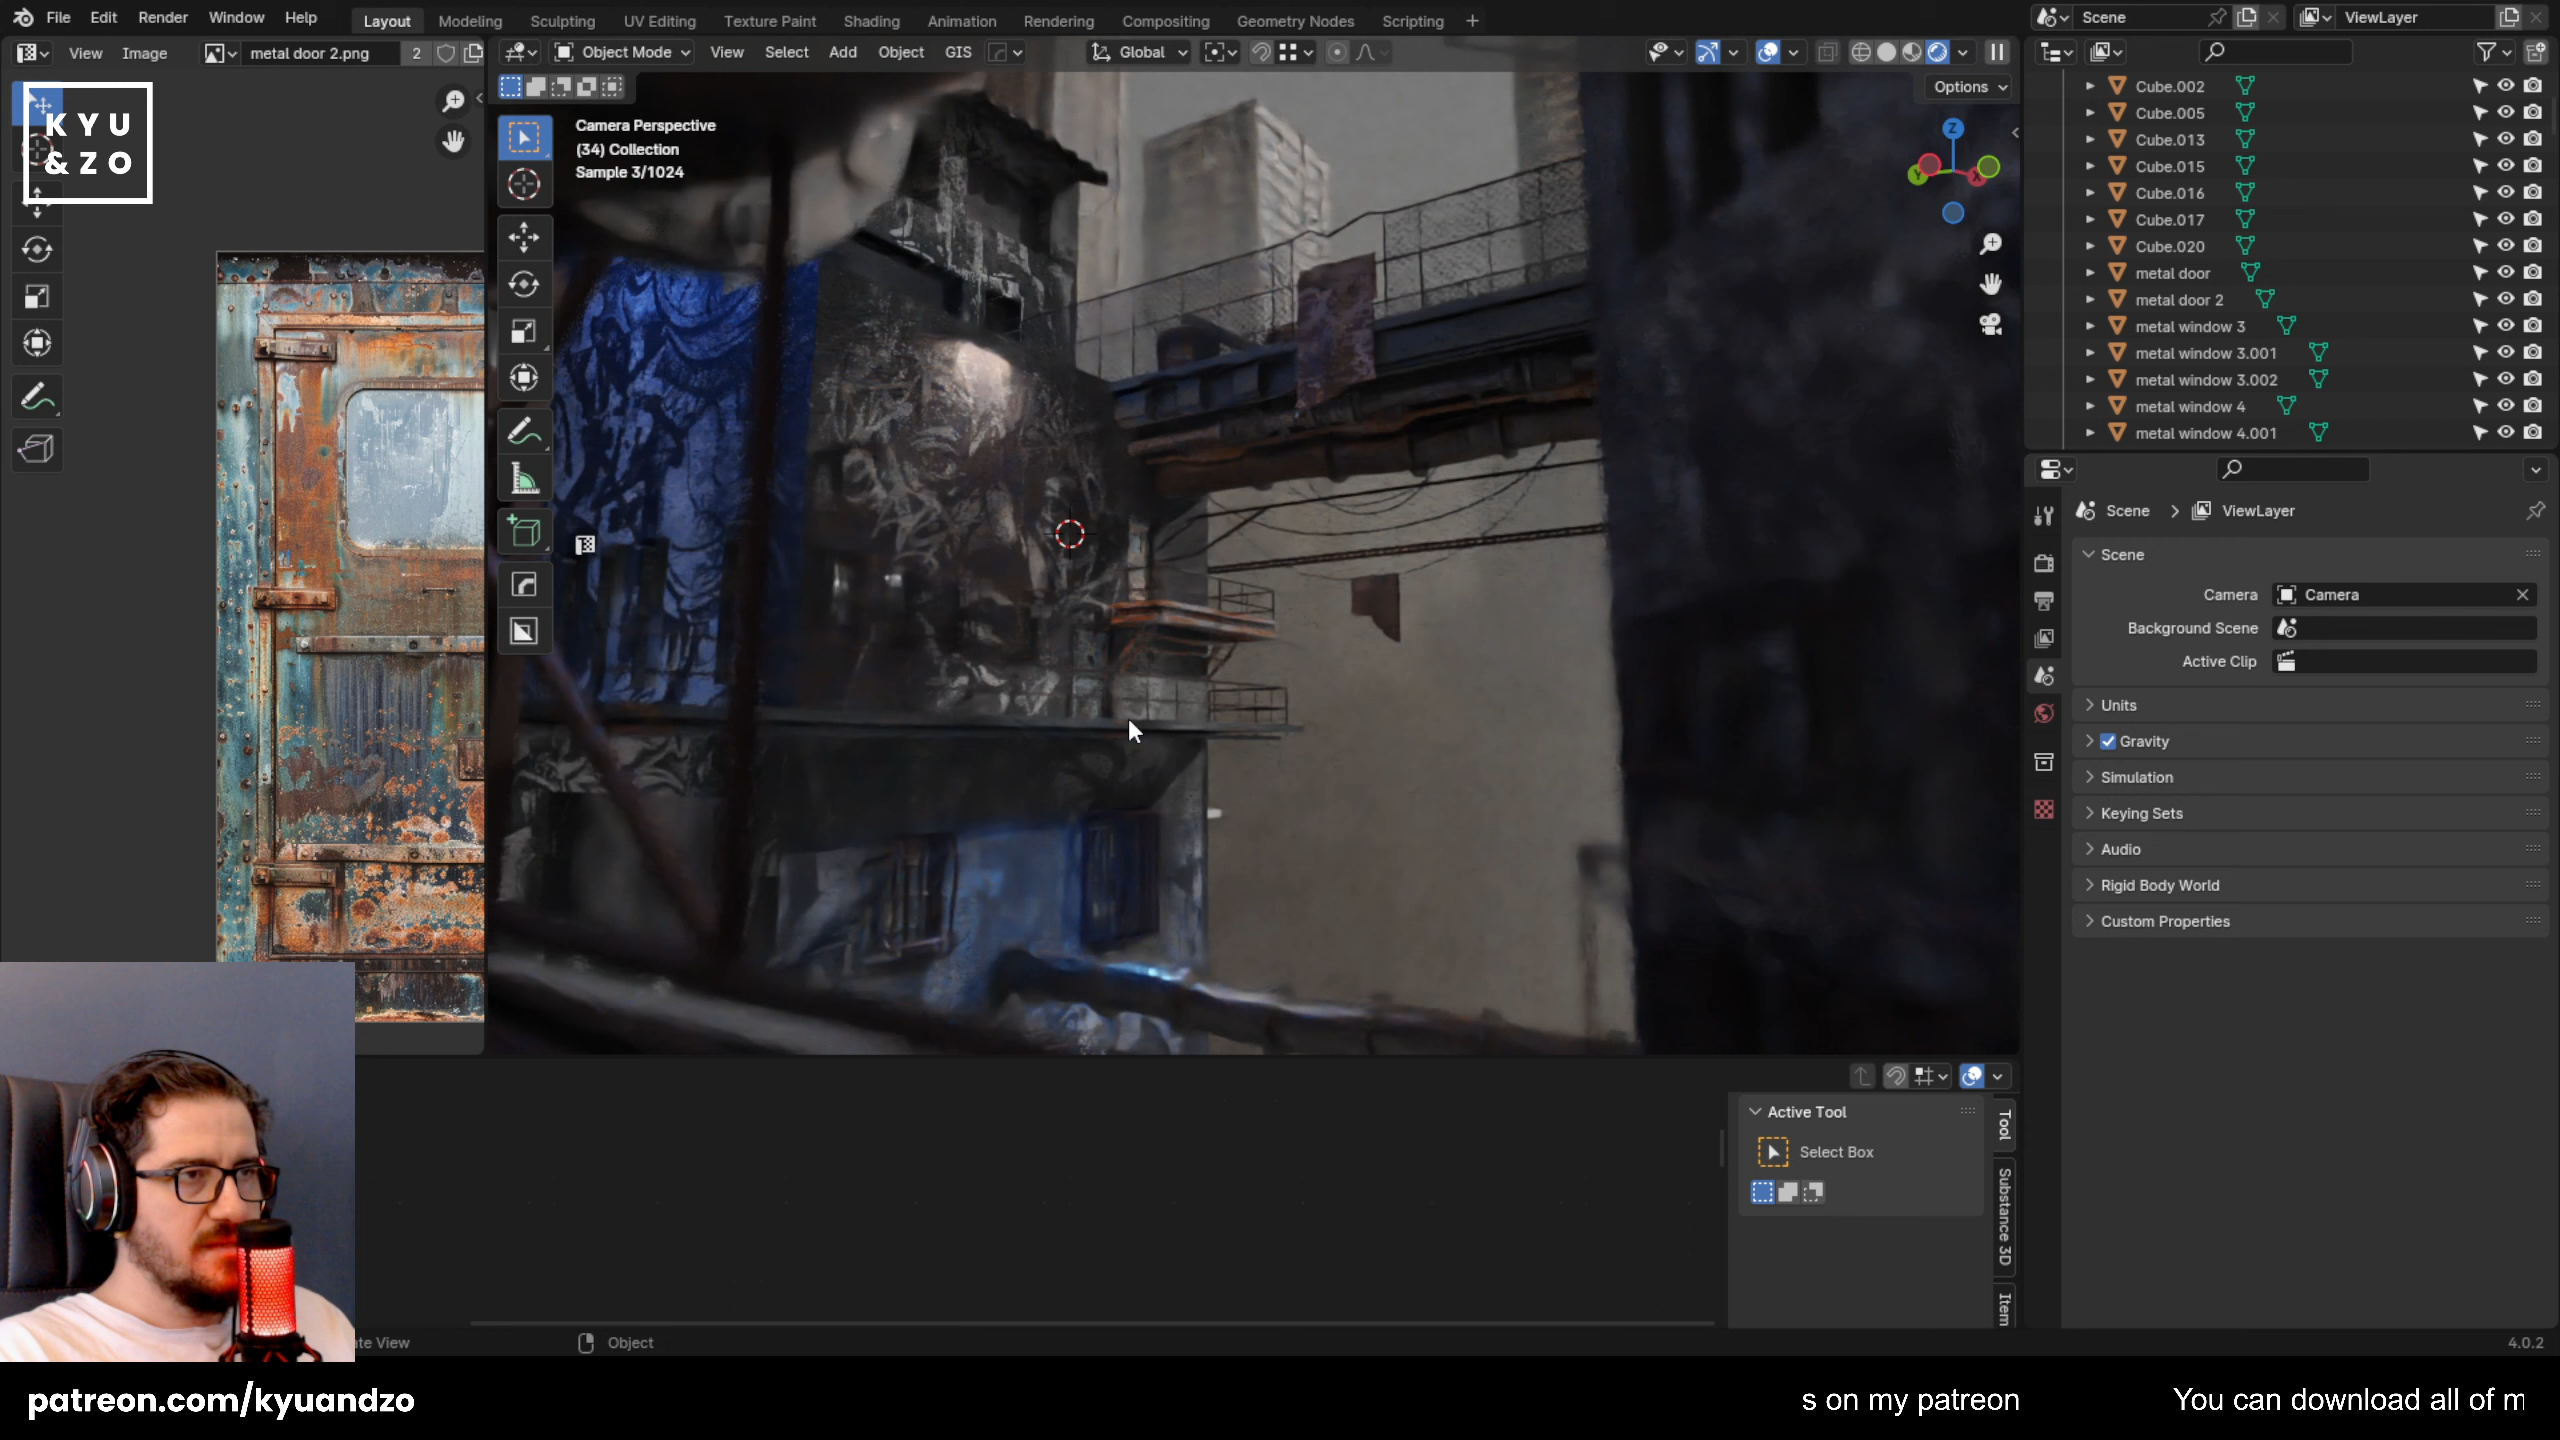 File Edit Render Window Help
Layout Modeling Sculpting UV Editing Texture Paint Shading Animation Rendering Compositing Geometry Nodes Scripting +
Scene
ViewLayer
View Image metal door 2.png 2
Object Mode View Select Add Object GIS
Global
Options
KYU
&ZO
Camera Perspective
(34) Collection
Sample 3/1024
Z
Y
X
Cube.002
Cube.005
Cube.013
Cube.015
Cube.016
Cube.017
Cube.020
metal door
metal door 2
metal window 3
metal window 3.001
metal window 3.002
metal window 4
metal window 4.001
Scene > ViewLayer
Scene
Camera Camera
Background Scene
Active Clip
Units
Gravity
Simulation
Keying Sets
Audio
Rigid Body World
Custom Properties
Active Tool
Select Box
Tool
Substance 3D
Item
te View
Object
4.0.2
patreon.com/kyuandzo
s on my patreon
You can download all of m